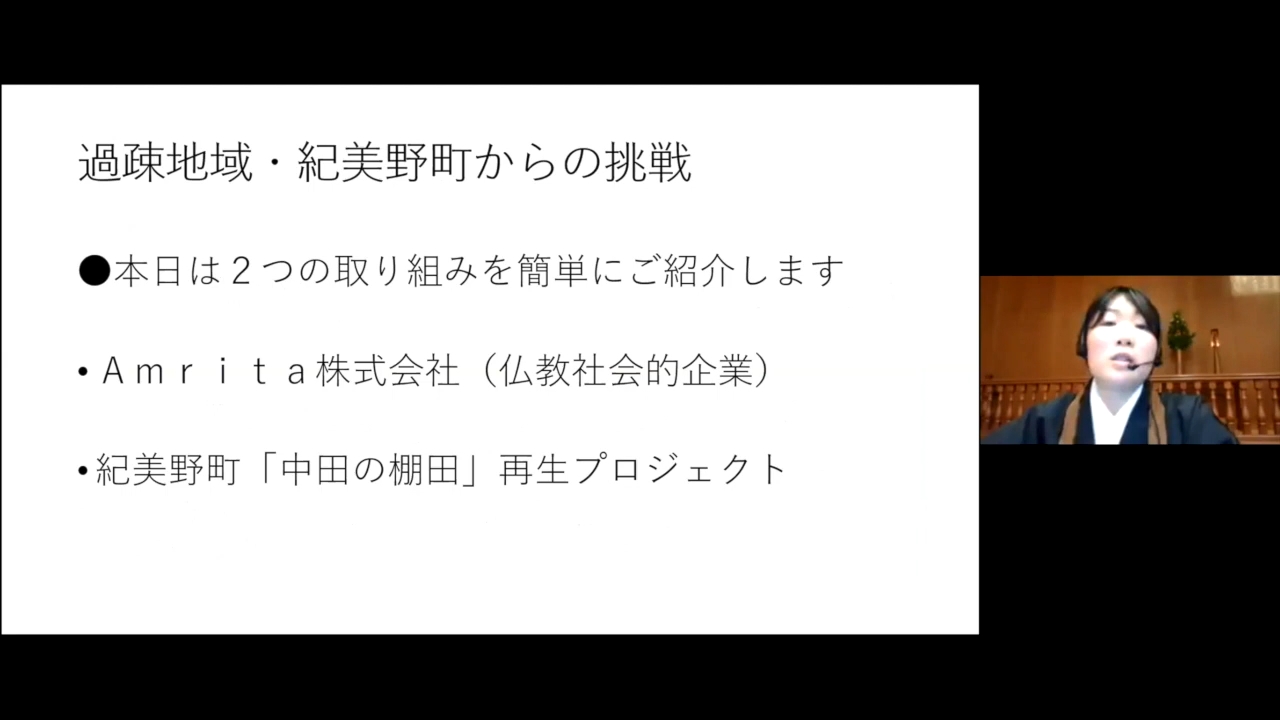 過疎地域・紀美野町からの挑戦
●本日は２つの取り組みを簡単にご紹介します
•Ａｍｒｉｔａ株式会社（仏教社会的企業）
•紀美野町「中田の棚田」再生プロジェクト